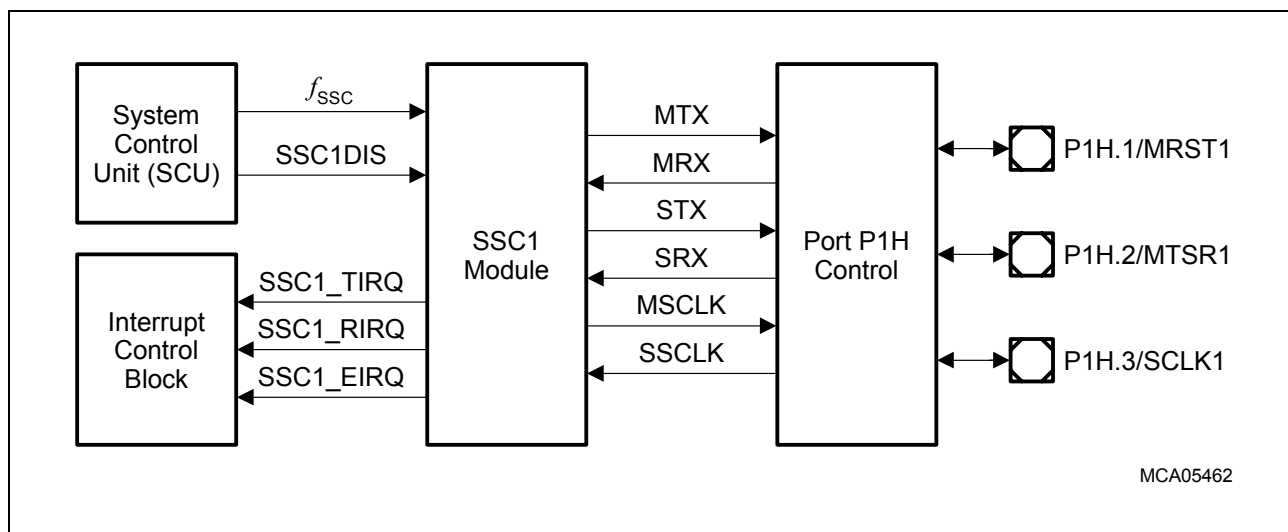 System
Control
Unit (SCU)
fSSC
SSC1DIS
Interrupt
Control
Block
SSC1_TIRQ
SSC1_RIRQ
SSC1_EIRQ
SSC1
Module
MTX
MRX
STX
SRX
MSCLK
SSCLK
Port P1H
Control
P1H.1/MRST1
P1H.2/MTSR1
P1H.3/SCLK1
MCA05462